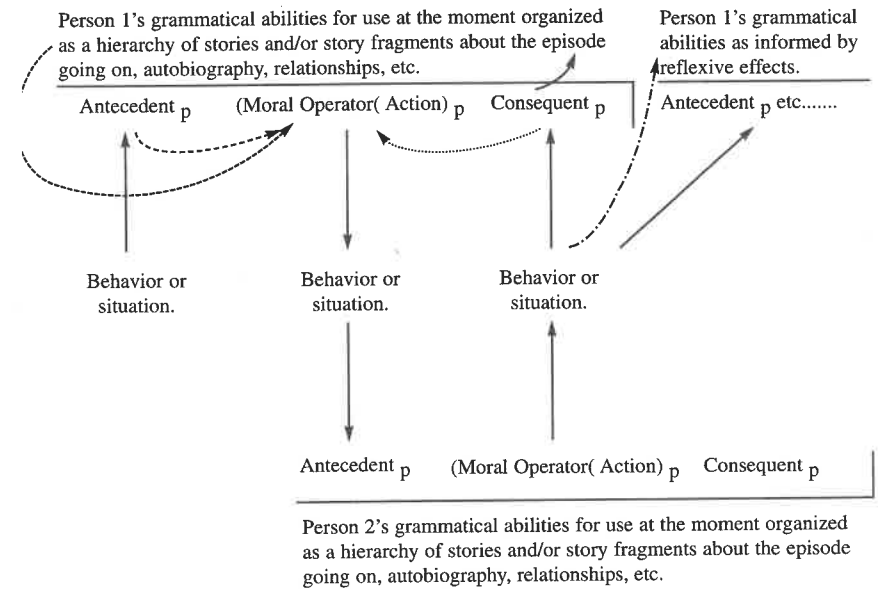 Person 1’s grammatical abilities for use at the moment organized
as a hierarchy of stories and/or story fragments about the episode
going on, autobiography, relationships, etc.
Person 1’s grammatical
abilities as informed by
reflexive effects.
Antecedent p (Moral Operator( Action) p Consequent p
Antecedent p etc.......
Behavior or
situation.
Behavior or
situation.
Behavior or
situation.
Antecedent p (Moral Operator( Action) p Consequent p
Person 2’s grammatical abilities for use at the moment organized
as a hierarchy of stories and/or story fragments about the episode
going on, autobiography, relationships, etc.